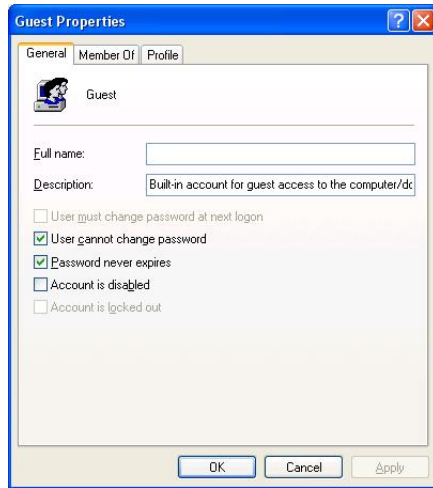 Guest Properties
General Member Of Profile
Guest
Full name:
Description: Built-in account for guest access to the computer/dc
User must change password at next logon
User cannot change password
Password never expires
Account is disabled
Account is locked out
OK Cancel Apply